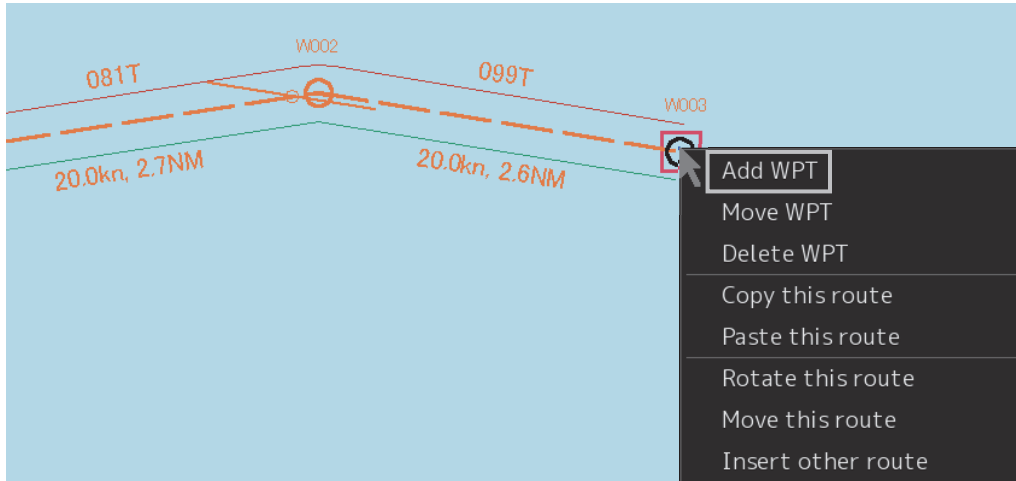 W002
081T
099T
W003
20.0kn, 2.7NM
20.0kn, 2.6NM
Add WPT
Move WPT
Delete WPT
Copy this route
Paste this route
Rotate this route
Move this route
Insert other route